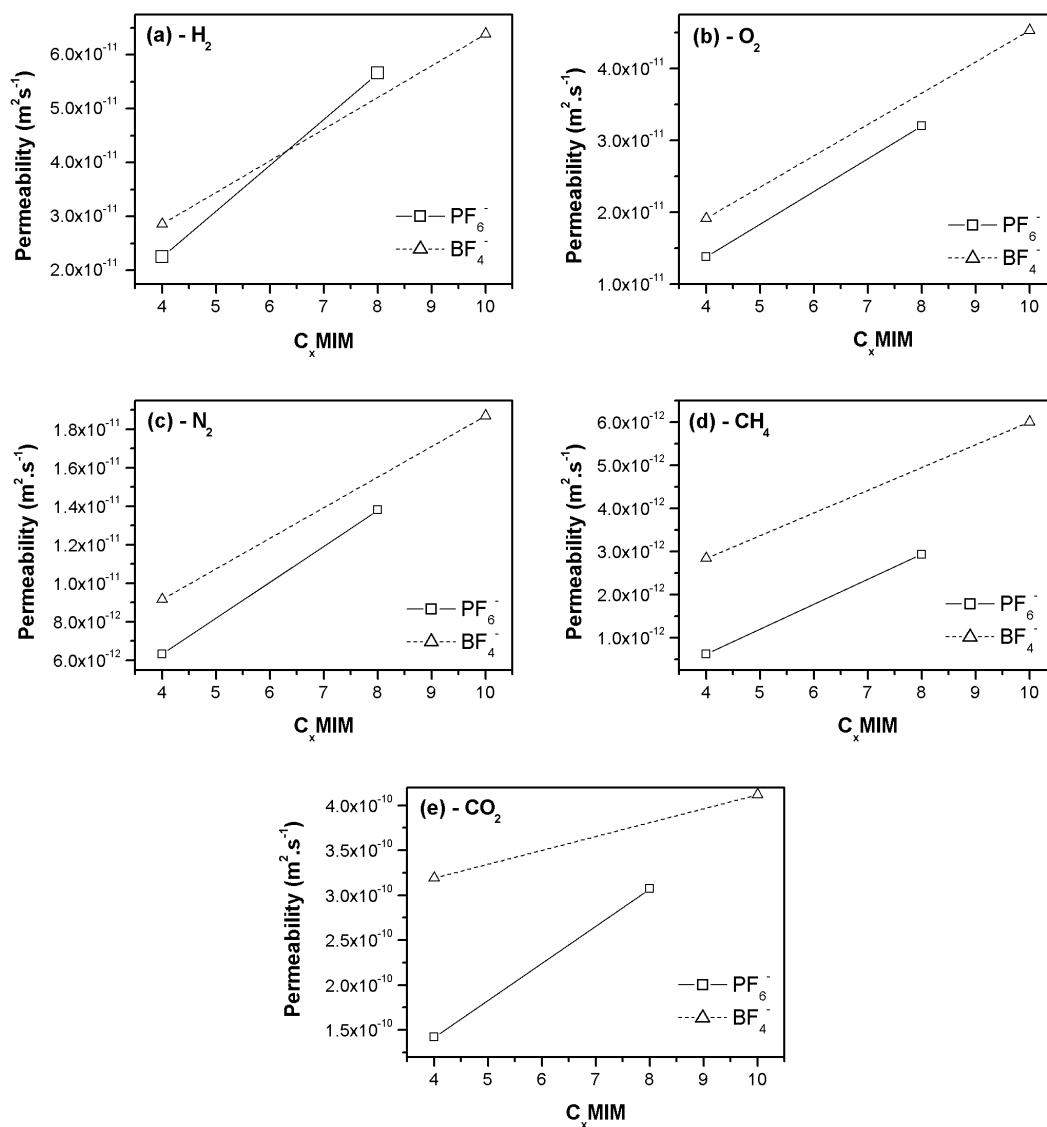 (a) - H₂
Permeability (m²s⁻¹)
6.0x10⁻¹¹
5.0x10⁻¹¹
4.0x10⁻¹¹
3.0x10⁻¹¹
2.0x10⁻¹¹
PF₆⁻
BF₄⁻
4 5 6 7 8 9 10
CₓMIM
(b) - O₂
Permeability (m².s⁻¹)
4.0x10⁻¹¹
3.0x10⁻¹¹
2.0x10⁻¹¹
1.0x10⁻¹¹
PF₆⁻
BF₄⁻
4 5 6 7 8 9 10
CₓMIM
(c) - N₂
Permeability (m².s⁻¹)
1.8x10⁻¹¹
1.6x10⁻¹¹
1.4x10⁻¹¹
1.2x10⁻¹¹
1.0x10⁻¹¹
8.0x10⁻¹²
6.0x10⁻¹²
PF₆⁻
BF₄⁻
4 5 6 7 8 9 10
CₓMIM
(d) - CH₄
Permeability (m².s⁻¹)
6.0x10⁻¹²
5.0x10⁻¹²
4.0x10⁻¹²
3.0x10⁻¹²
2.0x10⁻¹²
1.0x10⁻¹²
PF₆⁻
BF₄⁻
4 5 6 7 8 9 10
CₓMIM
(e) - CO₂
Permeability (m².s⁻¹)
4.0x10⁻¹⁰
3.5x10⁻¹⁰
3.0x10⁻¹⁰
2.5x10⁻¹⁰
2.0x10⁻¹⁰
1.5x10⁻¹⁰
PF₆⁻
BF₄⁻
4 5 6 7 8 9 10
CₓMIM